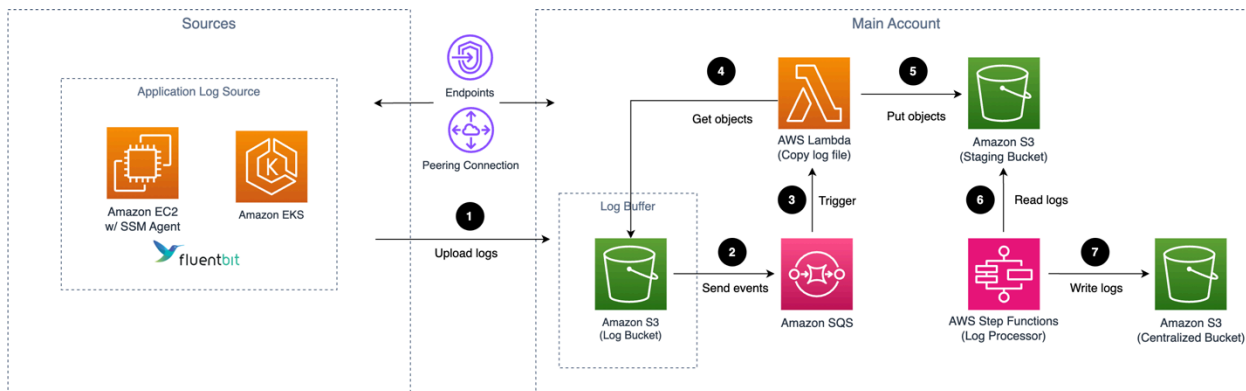 Sources
Main Account
Application Log Source
Amazon EC2
w/ SSM Agent
Amazon EKS
fluentbit
Endpoints
Peering Connection
1
Upload logs
Log Buffer
Amazon S3
(Log Bucket)
2
Send events
Amazon SQS
3
Trigger
4
Get objects
AWS Lambda
(Copy log file)
5
Put objects
Amazon S3
(Staging Bucket)
6
Read logs
AWS Step Functions
(Log Processor)
7
Write logs
Amazon S3
(Centralized Bucket)
K